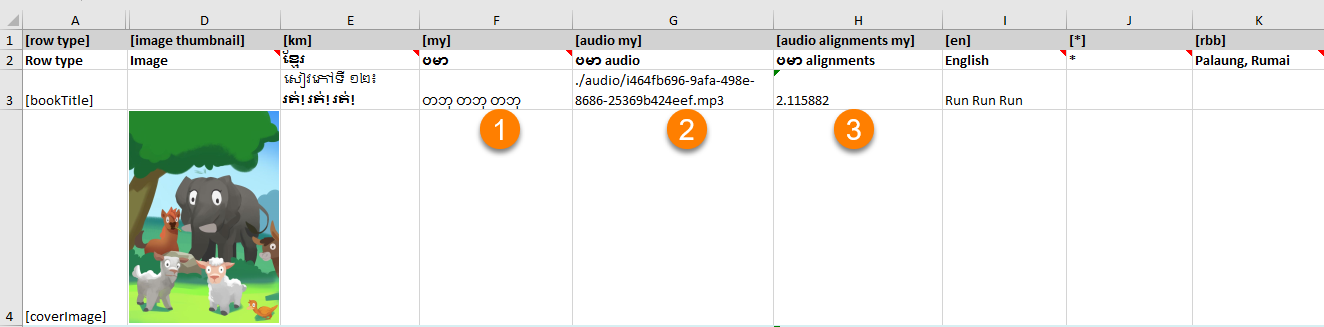 A D E F G H I J K
1 [row type] [image thumbnail] [km] [my] [audio my] [audio alignments my] [en] [*] [rbb]
2 Row type Image ខ្មែរ ဗမာ ဗမာ audio ဗမာ alignments English * Palaung, Rumai
សៀវភៅទី ១២៖ ./audio/i464fb696-9afa-498e-
3 [bookTitle] រត់! រត់! រត់! တဘု တဘု တဘု 8686-25369b424eef.mp3 2.115882 Run Run Run
1 2 3
4 [coverImage]